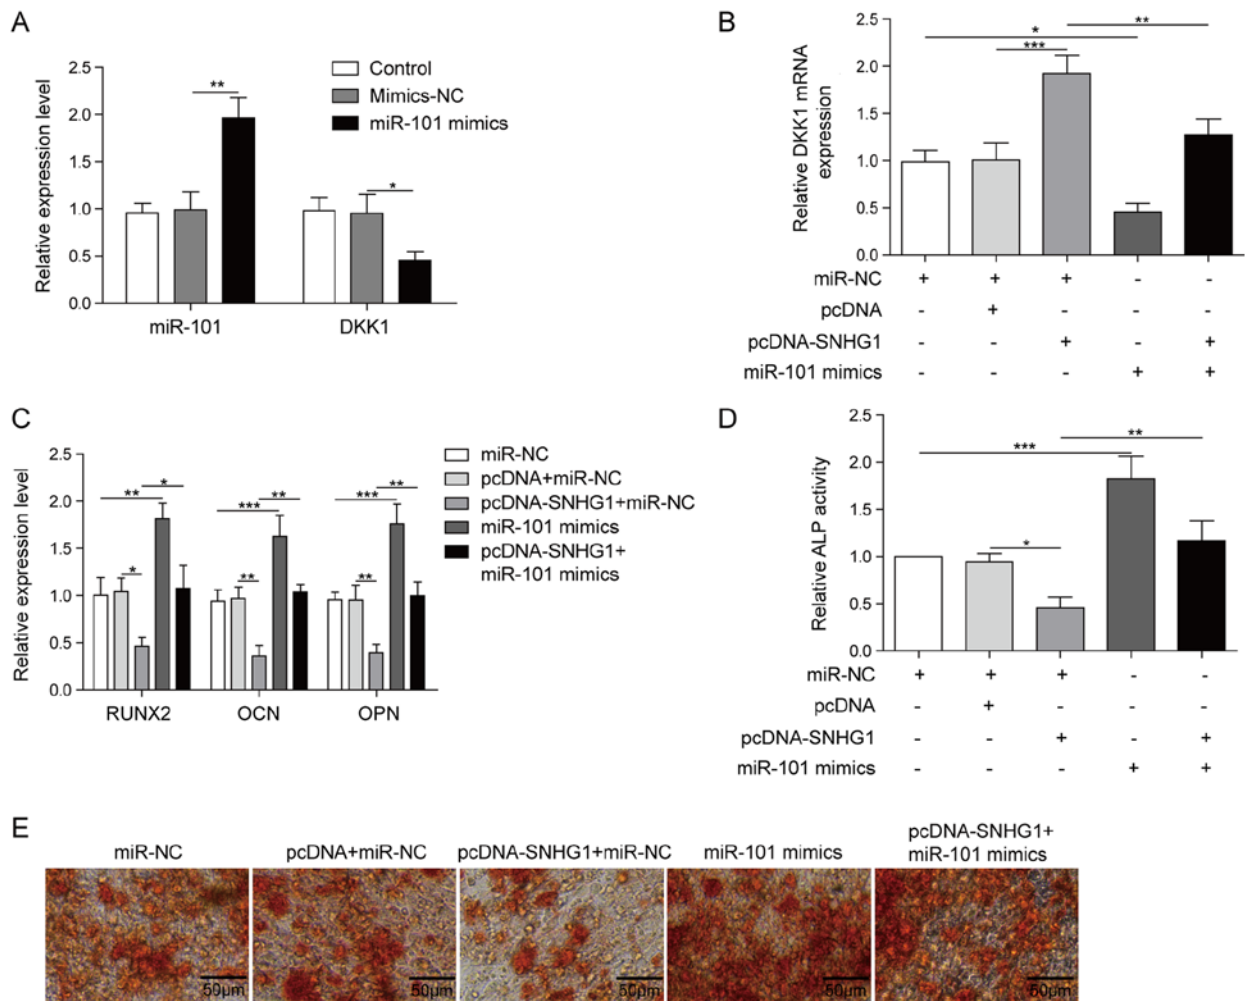 A
Relative expression level
2.5
2.0
1.5
1.0
0.5
0.0
**
*
miR-101
DKK1
Control
Mimics-NC
miR-101 mimics
B
Relative DKK1 mRNA
expression
2.5
2.0
1.5
1.0
0.5
0.0
*
***
**
miR-NC + + + - -
pcDNA - + - - -
pcDNA-SNHG1 - - + - +
miR-101 mimics - - - + +
C
Relative expression level
2.5
2.0
1.5
1.0
0.5
0.0
** * *
*** ** **
*** ** **
RUNX2
OCN
OPN
miR-NC
pcDNA+miR-NC
pcDNA-SNHG1+miR-NC
miR-101 mimics
pcDNA-SNHG1+
miR-101 mimics
D
Relative ALP activity
2.5
2.0
1.5
1.0
0.5
0.0
***
**
*
miR-NC + + + - -
pcDNA - + - - -
pcDNA-SNHG1 - - + - +
miR-101 mimics - - - + +
E
miR-NC
pcDNA+miR-NC
pcDNA-SNHG1+miR-NC
miR-101 mimics
pcDNA-SNHG1+
miR-101 mimics
50μm
50μm
50μm
50μm
50μm